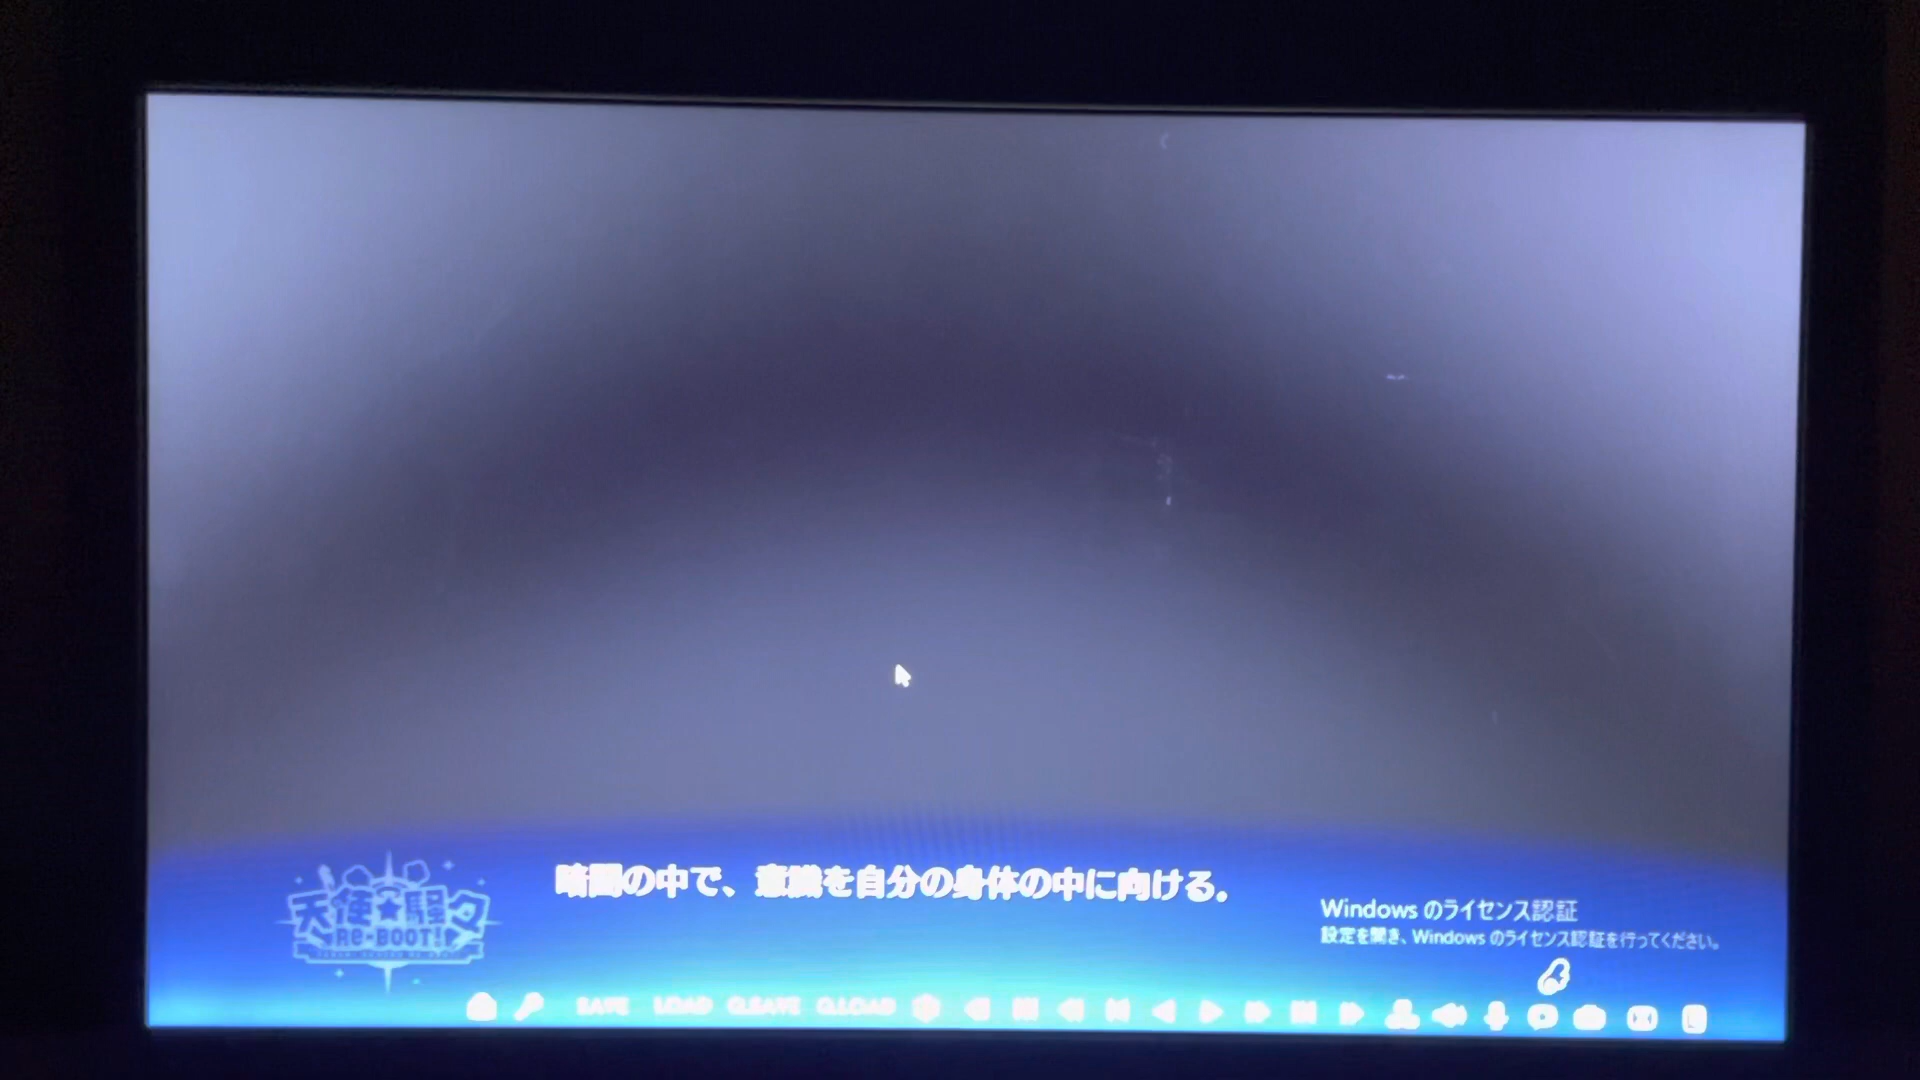 暗闇の中で、意識を自分の身体の中に向ける。
天使☆騒々
Re-BOOT!
Windows のライセンス認証
設定を開き、Windows のライセンス認証を行ってください。
SAVE LOAD Q.SAVE Q.LOAD